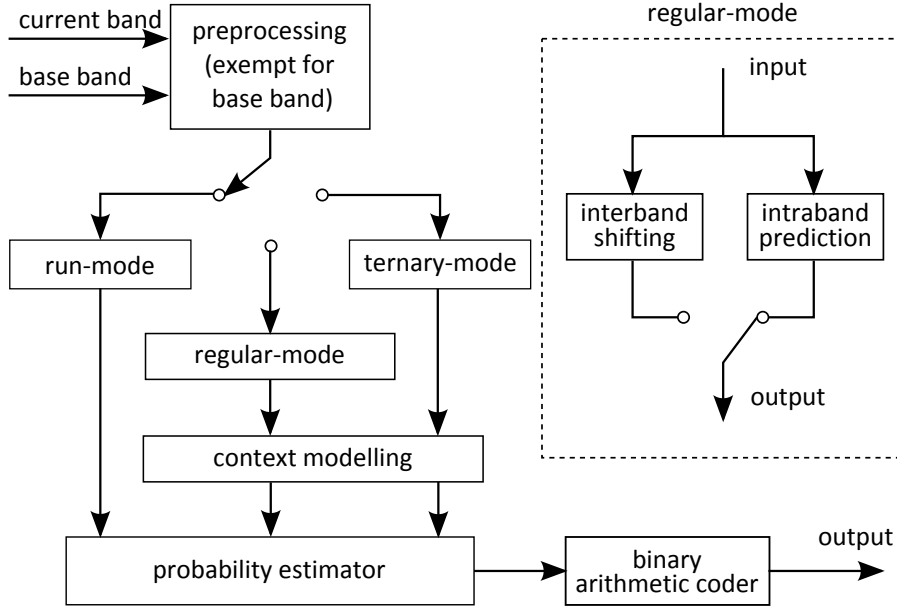 current band
base band
preprocessing
(exempt for
base band)
run-mode
ternary-mode
regular-mode
context modelling
probability estimator
binary
arithmetic coder
output
regular-mode
input
interband
shifting
intraband
prediction
output